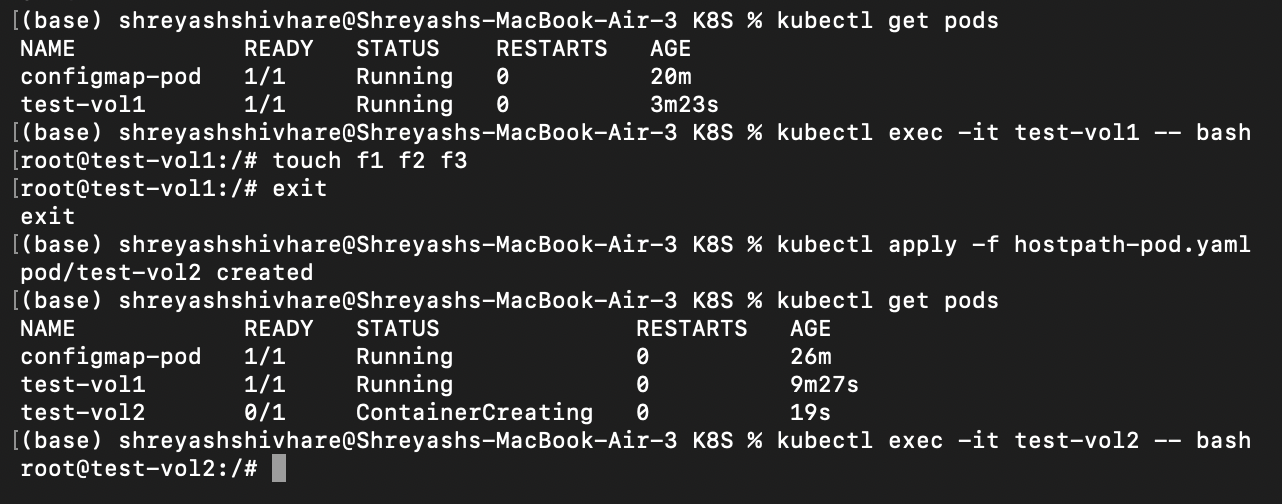 [(base) shreyashshivhare@Shreyashs-MacBook-Air-3 K8S % kubectl get pods
NAME READY STATUS RESTARTS AGE
configmap-pod 1/1 Running 0 20m
test-vol1 1/1 Running 0 3m23s
[(base) shreyashshivhare@Shreyashs-MacBook-Air-3 K8S % kubectl exec -it test-vol1 -- bash
[root@test-vol1:/# touch f1 f2 f3
[root@test-vol1:/# exit
exit
[(base) shreyashshivhare@Shreyashs-MacBook-Air-3 K8S % kubectl apply -f hostpath-pod.yaml
pod/test-vol2 created
[(base) shreyashshivhare@Shreyashs-MacBook-Air-3 K8S % kubectl get pods
NAME READY STATUS RESTARTS AGE
configmap-pod 1/1 Running 0 26m
test-vol1 1/1 Running 0 9m27s
test-vol2 0/1 ContainerCreating 0 19s
[(base) shreyashshivhare@Shreyashs-MacBook-Air-3 K8S % kubectl exec -it test-vol2 -- bash
root@test-vol2:/#